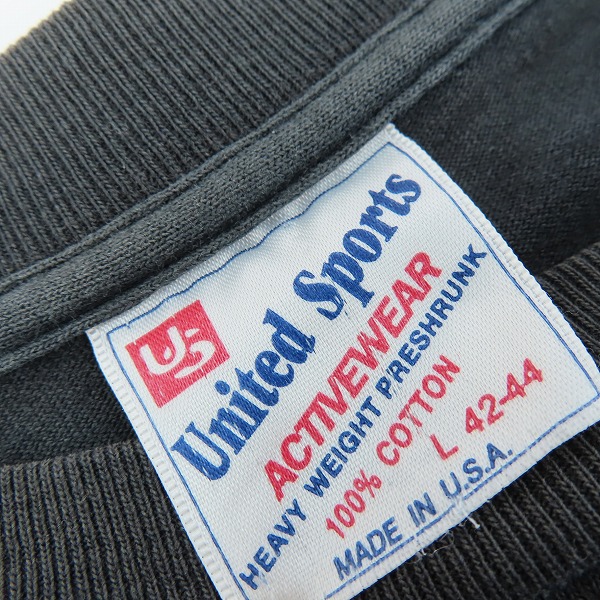 US
United Sports
ACTIVEWEAR
HEAVY WEIGHT PRESHRUNK
100% COTTON
L 42-44
MADE IN U.S.A.